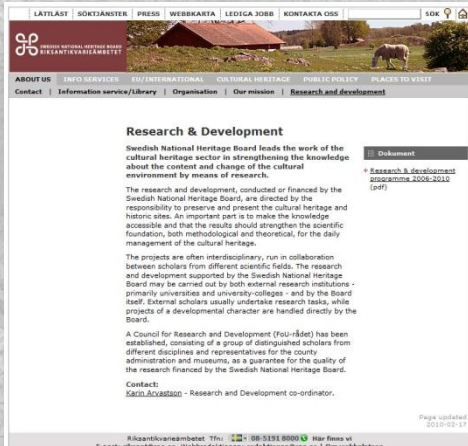 LÄTTLÄST | SÖKTJÄNSTER | PRESS | WEBBKARTA | LEDIGA JOBB | KONTAKTA OSS | SÖK
SWEDISH NATIONAL HERITAGE BOARD
RIKSANTIKVARIEÄMBETET
ABOUT US INFO SERVICES EU/INTERNATIONAL CULTURAL HERITAGE PUBLIC POLICY PLACES TO VISIT
Contact | Information service/Library | Organisation | Our mission | Research and development
Research & Development
Swedish National Heritage Board leads the work of the
cultural heritage sector in strengthening the knowledge
about the content and change of the cultural
environment by means of research.
The research and development, conducted or financed by the
Swedish National Heritage Board, are directed by the
responsibility to preserve and present the cultural heritage and
historic sites. An important part is to make the knowledge
accessible and that the results should strengthen the scientific
foundation, both methodological and theoretical, for the daily
management of the cultural heritage.
The projects are often interdisciplinary, run in collaboration
between scholars from different scientific fields. The research
and development supported by the Swedish National Heritage
Board may be carried out by both external research institutions -
primarily universities and university-colleges - and by the Board
itself. External scholars usually undertake research tasks, while
projects of a developmental character are handled directly by the
Board.
A Council for Research and Development (FoU-rådet) has been
established, consisting of a group of distinguished scholars from
different disciplines and representatives for the county
administration and museums, as a guarantee for the quality of
the research financed by the Swedish National Heritage Board.
Contact:
Karin Arvastson - Research and Development co-ordinator.
Dokument
Research & development
programme 2006-2010
(pdf)
Page updated
2010-02-17
Riksantikvarieämbetet Tfn: 08-5191 8000 Här finns vi